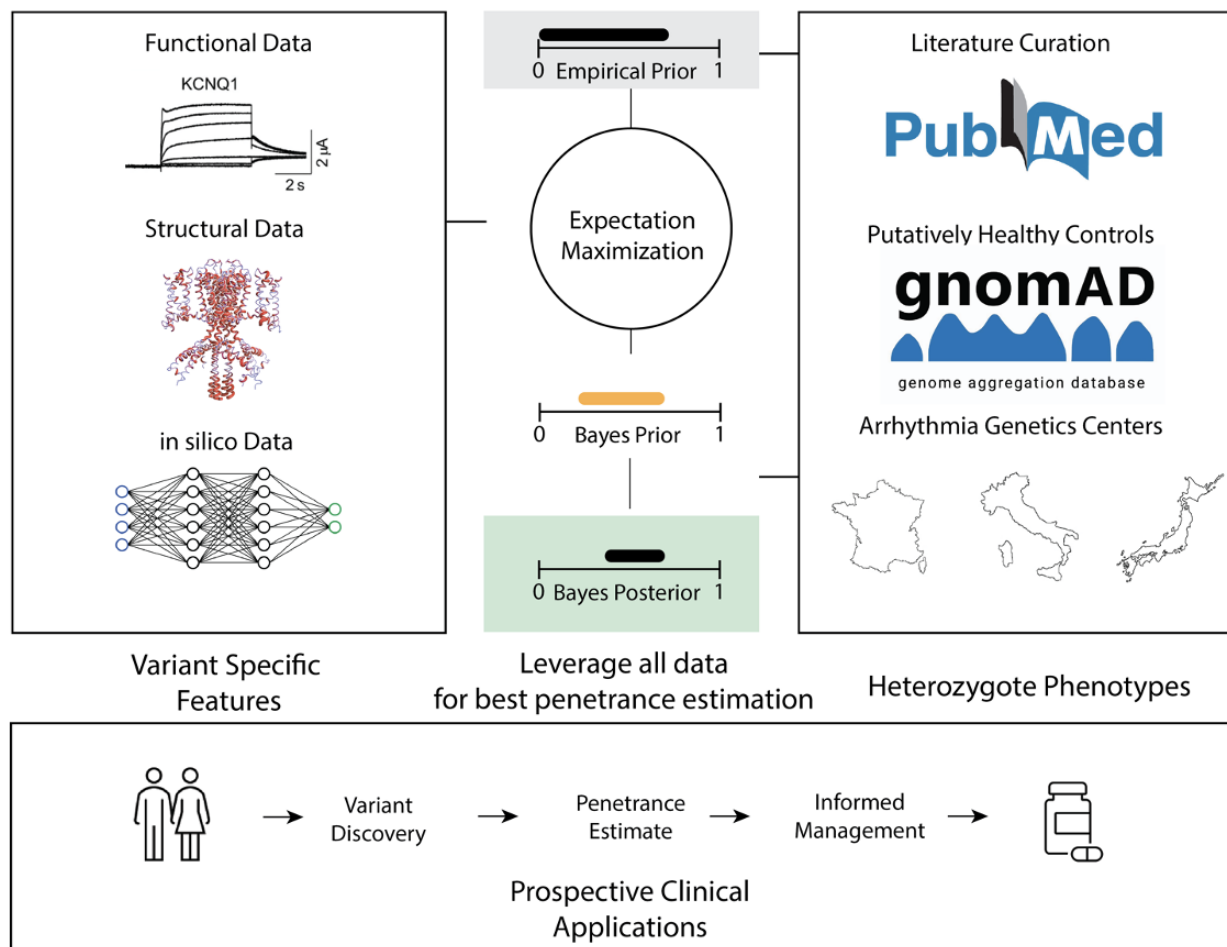 Functional Data
KCNQ1
2 µA
2 s
Structural Data
in silico Data
Variant Specific
Features
0 1
Empirical Prior
Expectation
Maximization
0 1
Bayes Prior
0 1
Bayes Posterior
Leverage all data
for best penetrance estimation
Literature Curation
PubMed
Putatively Healthy Controls
gnomAD
genome aggregation database
Arrhythmia Genetics Centers
Heterozygote Phenotypes
Variant
Discovery
Penetrance
Estimate
Informed
Management
Prospective Clinical
Applications